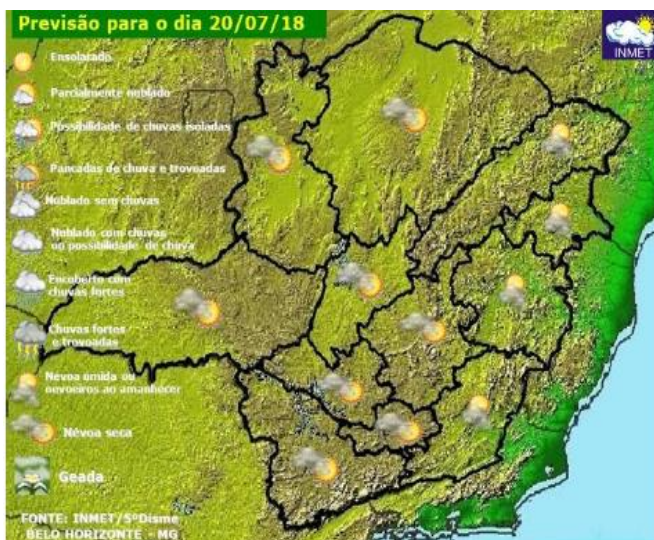 Previsão para o dia 20/07/18
INMET
Ensolarado
Parcialmente nublado
Possibilidade de chuvas isoladas
Pancadas de chuva e trovoadas
Nublado sem chuvas
Nublado com chuvas
ou possibilidade de chuva
Encoberto com
chuvas fortes
Chuvas fortes
e trovoadas
Névoa úmida ou
nevoeiros ao amanhecer
Névoa seca
Geada
FONTE: INMET/5ºDisme
BELO HORIZONTE - MG